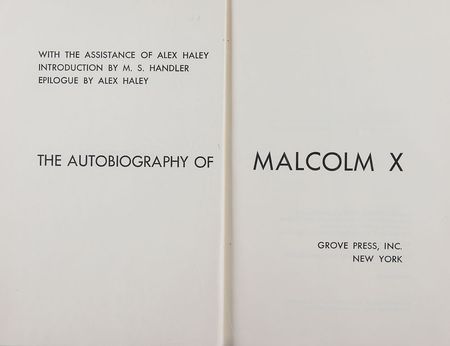 WITH THE ASSISTANCE OF ALEX HALEY
INTRODUCTION BY M. S. HANDLER
EPILOGUE BY ALEX HALEY
THE AUTOBIOGRAPHY OF MALCOLM X
GROVE PRESS, INC.
NEW YORK